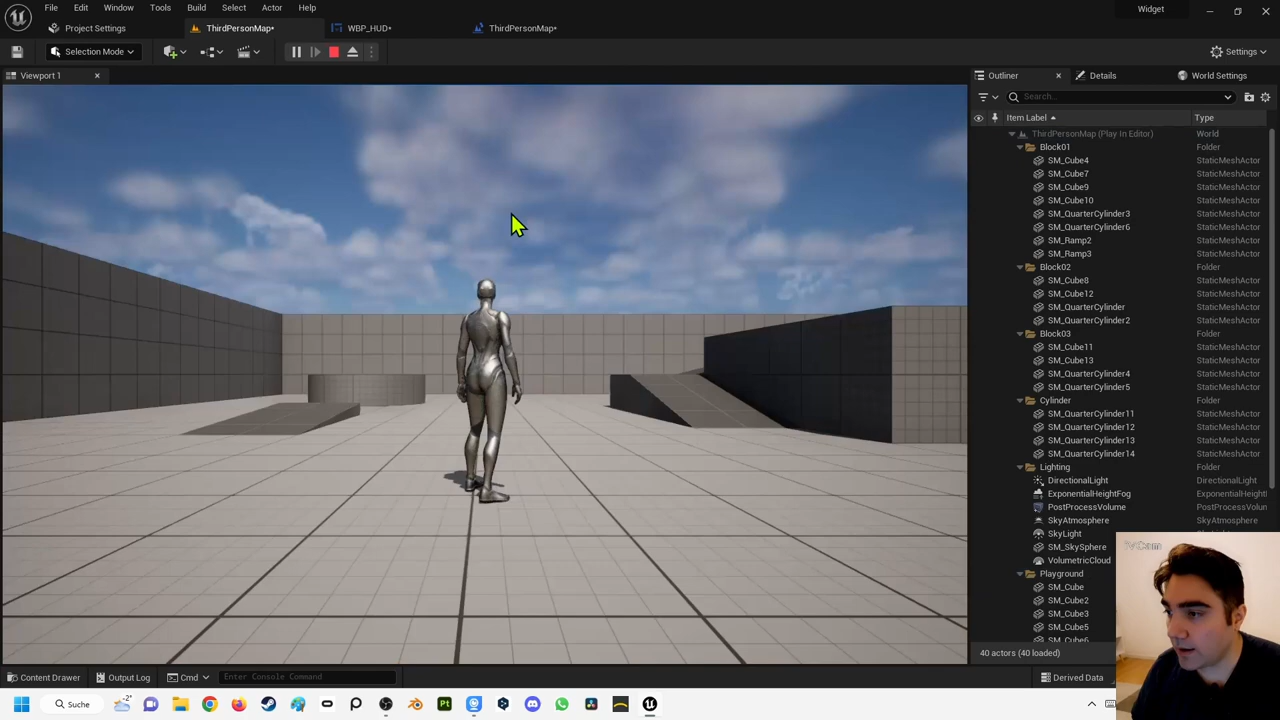 File Edit Window Tools Build Select Actor Help
Widget
Project Settings
ThirdPersonMap*
WBP_HUD*
ThirdPersonMap*
Selection Mode
Settings
Viewport 1
Outliner
Details
World Settings
Search...
Item Label
Type
ThirdPersonMap (Play In Editor) World
Block01 Folder
SM_Cube4 StaticMeshActor
SM_Cube7 StaticMeshActor
SM_Cube9 StaticMeshActor
SM_Cube10 StaticMeshActor
SM_QuarterCylinder3 StaticMeshActor
SM_QuarterCylinder6 StaticMeshActor
SM_Ramp2 StaticMeshActor
SM_Ramp3 StaticMeshActor
Block02 Folder
SM_Cube8 StaticMeshActor
SM_Cube12 StaticMeshActor
SM_QuarterCylinder StaticMeshActor
SM_QuarterCylinder2 StaticMeshActor
Block03 Folder
SM_Cube11 StaticMeshActor
SM_Cube13 StaticMeshActor
SM_QuarterCylinder4 StaticMeshActor
SM_QuarterCylinder5 StaticMeshActor
Cylinder Folder
SM_QuarterCylinder11 StaticMeshActor
SM_QuarterCylinder12 StaticMeshActor
SM_QuarterCylinder13 StaticMeshActor
SM_QuarterCylinder14 StaticMeshActor
Lighting Folder
DirectionalLight DirectionalLight
ExponentialHeightFog ExponentialHeightF
PostProcessVolume PostProcessVolum
SkyAtmosphere SkyAtmosphere
SkyLight SkyLight
SM_SkySphere
VolumetricCloud
Playground
SM_Cube
SM_Cube2
SM_Cube3
SM_Cube5
SM_Cube6
40 actors (40 loaded)
Content Drawer
Output Log
Cmd
Enter Console Command
Derived Data
Suche
-2°